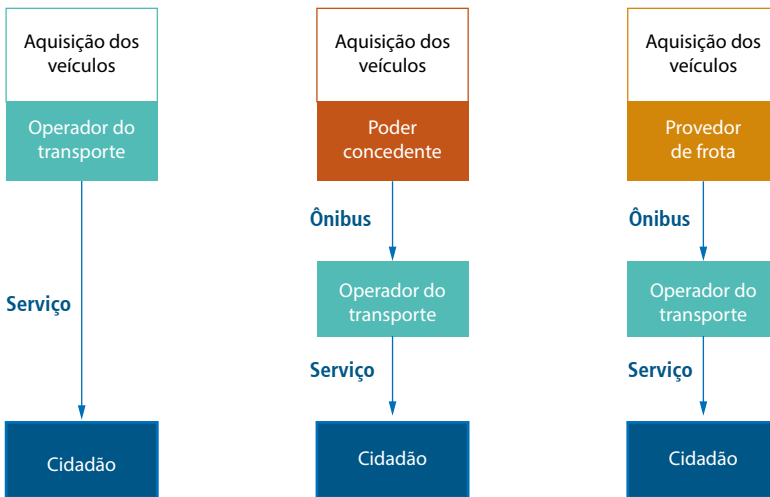 Aquisição dos
veículos
Operador do
transporte
Serviço
Cidadão
Aquisição dos
veículos
Poder
concedente
Ônibus
Operador do
transporte
Serviço
Cidadão
Aquisição dos
veículos
Provedor
de frota
Ônibus
Operador do
transporte
Serviço
Cidadão